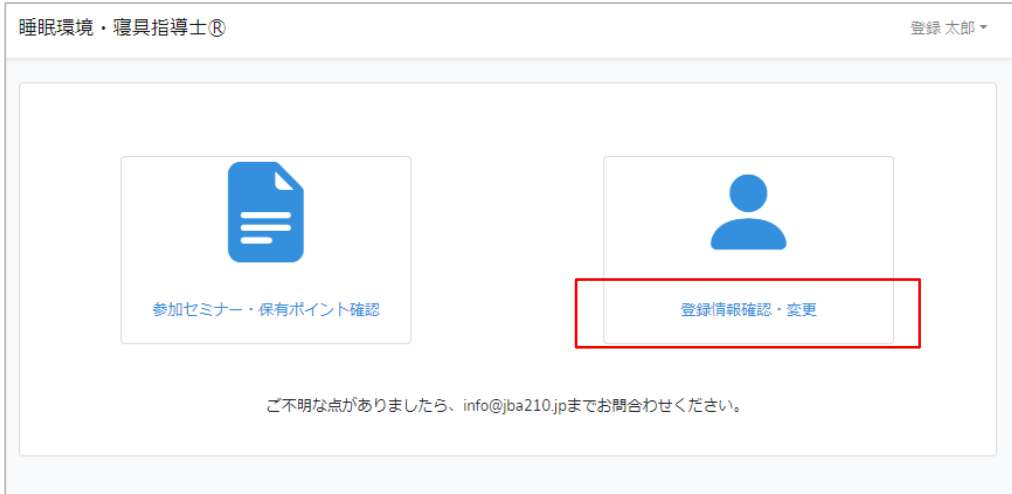 睡眠環境・寝具指導士®
登録 太郎
参加セミナー・保有ポイント確認
登録情報確認・変更
ご不明な点がありましたら、info@jba210.jpまでお問合わせください。